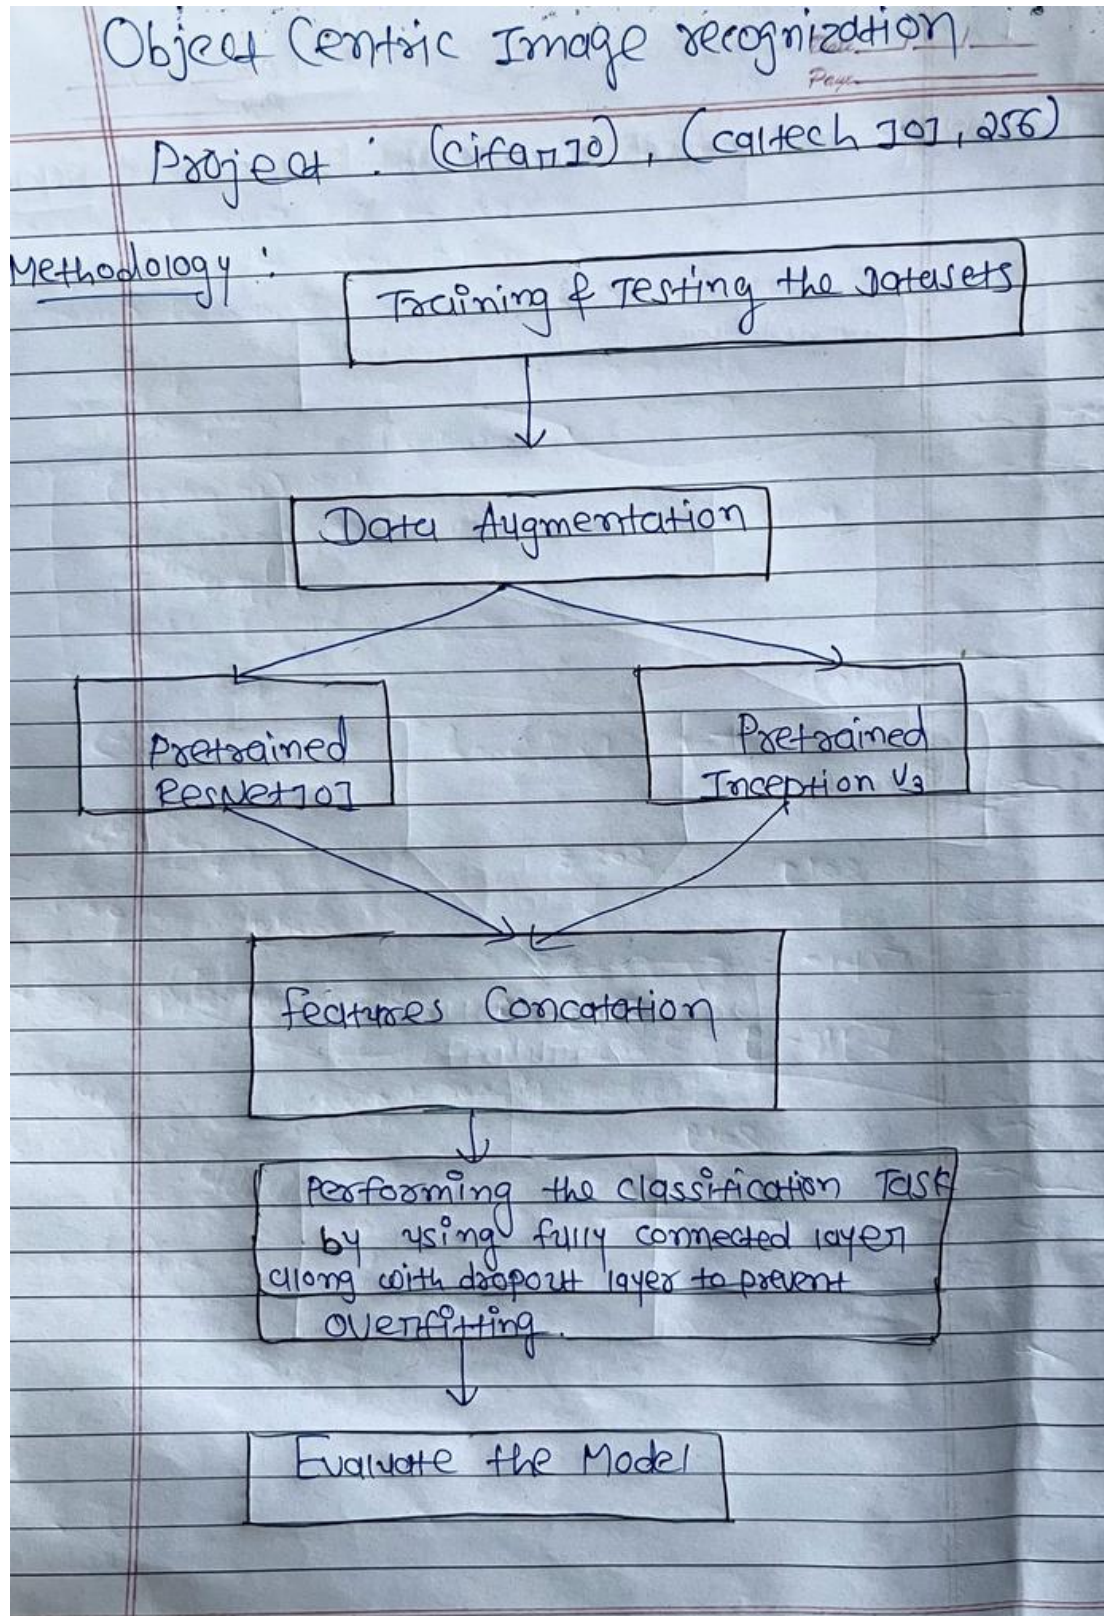 Object Centric Image recognization
Page
Project : (cifar10), (caltech 101, 256)
Methodology :
Training & Testing the Datasets
Data Augmentation
Pretrained
ResNet101
Pretrained
Inception V3
features Concatation
Performing the classification Task
by using fully connected layer
along with dropout layer to prevent
overfitting.
Evaluate the Model